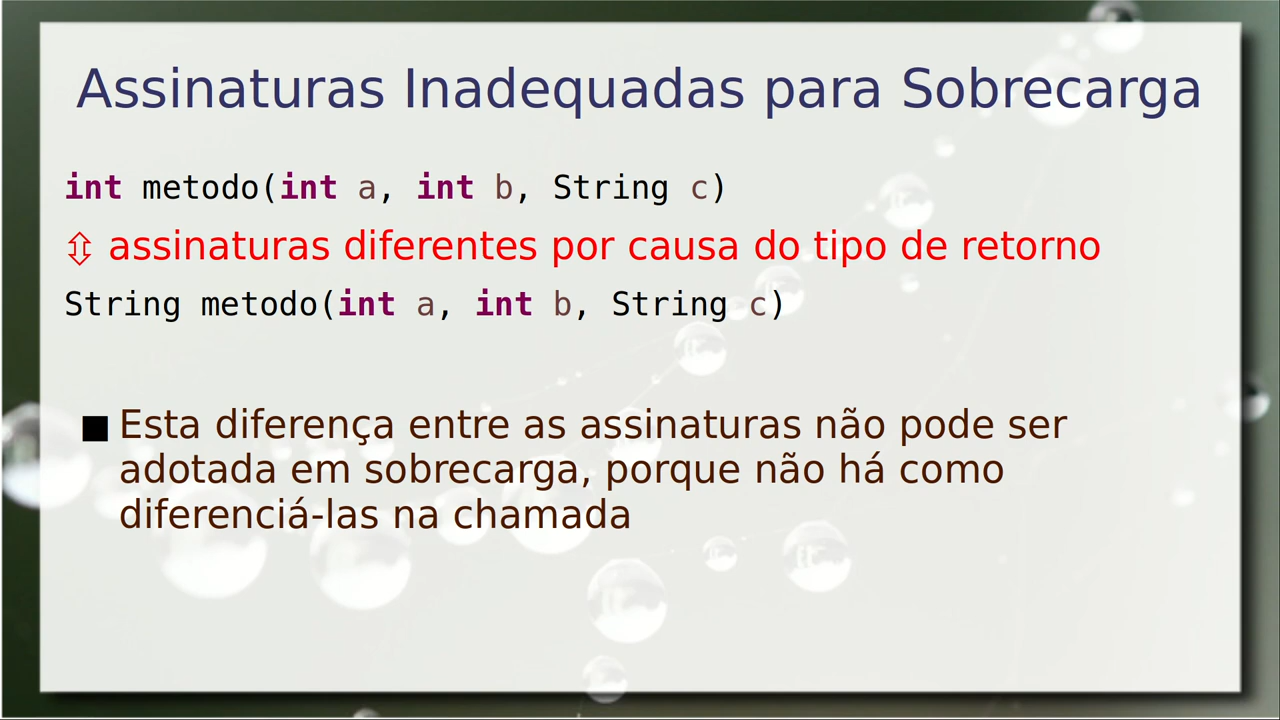 Assinaturas Inadequadas para Sobrecarga
int metodo(int a, int b, String c)
⇳ assinaturas diferentes por causa do tipo de retorno
String metodo(int a, int b, String c)
■ Esta diferença entre as assinaturas não pode ser
adotada em sobrecarga, porque não há como
diferenciá-las na chamada